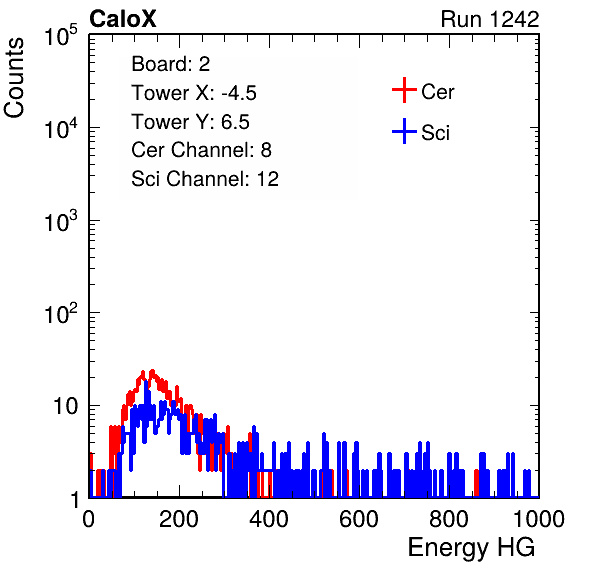 CaloX Run 1242
Counts
10^5
10^4
10^3
10^2
10
1
Board: 2
Tower X: -4.5
Tower Y: 6.5
Cer Channel: 8
Sci Channel: 12
Cer
Sci
0 200 400 600 800 1000
Energy HG